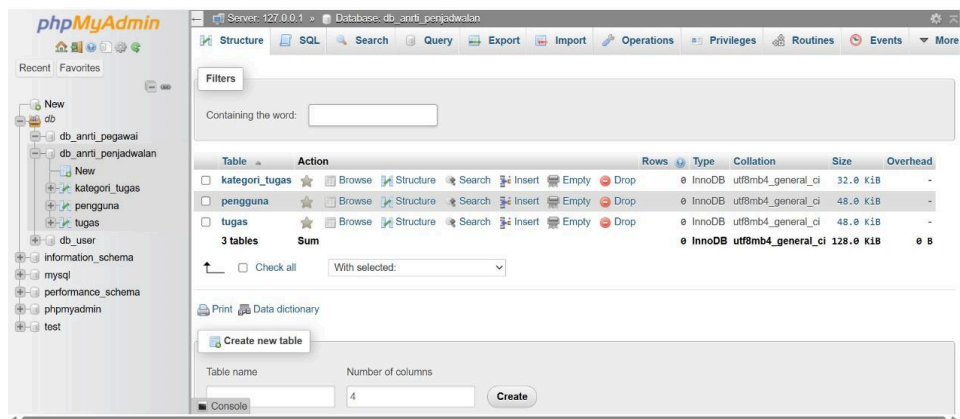 phpMyAdmin
Recent Favorites
New
db
db_anrti_pegawai
db_anrti_penjadwalan
New
kategori_tugas
pengguna
tugas
db_user
information_schema
mysql
performance_schema
phpmyadmin
test
Server: 127.0.0.1 » Database: db_anrti_penjadwalan
Structure SQL Search Query Export Import Operations Privileges Routines Events More
Filters
Containing the word:
Table Action Rows Type Collation Size Overhead
kategori_tugas Browse Structure Search Insert Empty Drop 0 InnoDB utf8mb4_general_ci 32.0 KiB -
pengguna Browse Structure Search Insert Empty Drop 0 InnoDB utf8mb4_general_ci 48.0 KiB -
tugas Browse Structure Search Insert Empty Drop 0 InnoDB utf8mb4_general_ci 48.0 KiB -
3 tables Sum 0 InnoDB utf8mb4_general_ci 128.0 KiB 0 B
Check all With selected:
Print Data dictionary
Create new table
Table name Number of columns
4 Create
Console